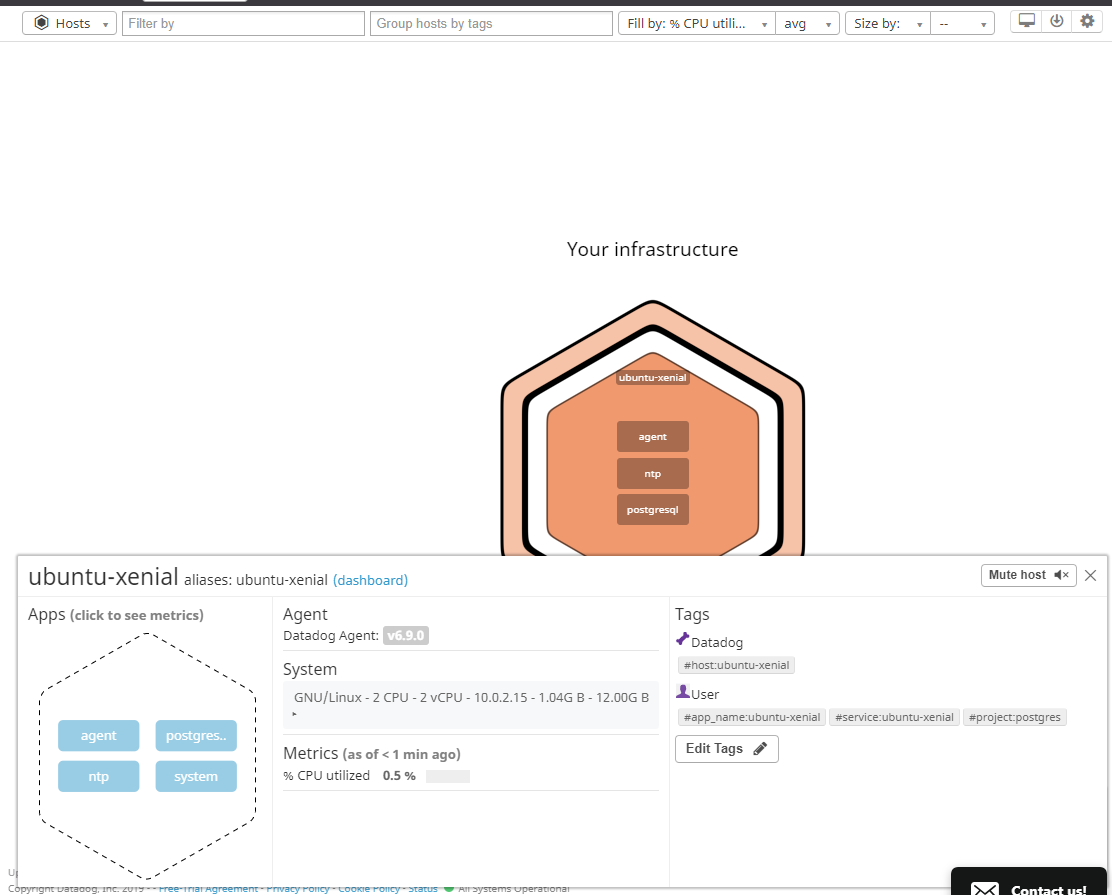 Hosts Filter by Group hosts by tags Fill by: % CPU utili... avg Size by: --
Your infrastructure
ubuntu-xenial
agent
ntp
postgresql
ubuntu-xenial aliases: ubuntu-xenial (dashboard)
Mute host
Apps (click to see metrics)
agent postgres..
ntp system
Agent
Datadog Agent: v6.9.0
System
GNU/Linux - 2 CPU - 2 vCPU - 10.0.2.15 - 1.04G B - 12.00G B
Metrics (as of < 1 min ago)
% CPU utilized 0.5 %
Tags
Datadog
#host:ubuntu-xenial
User
#app_name:ubuntu-xenial #service:ubuntu-xenial #project:postgres
Edit Tags
Copyright Datadog, Inc. 2019 - - Free-Trial Agreement - Privacy Policy - Cookie Policy - Status All Systems Operational
Contact us!